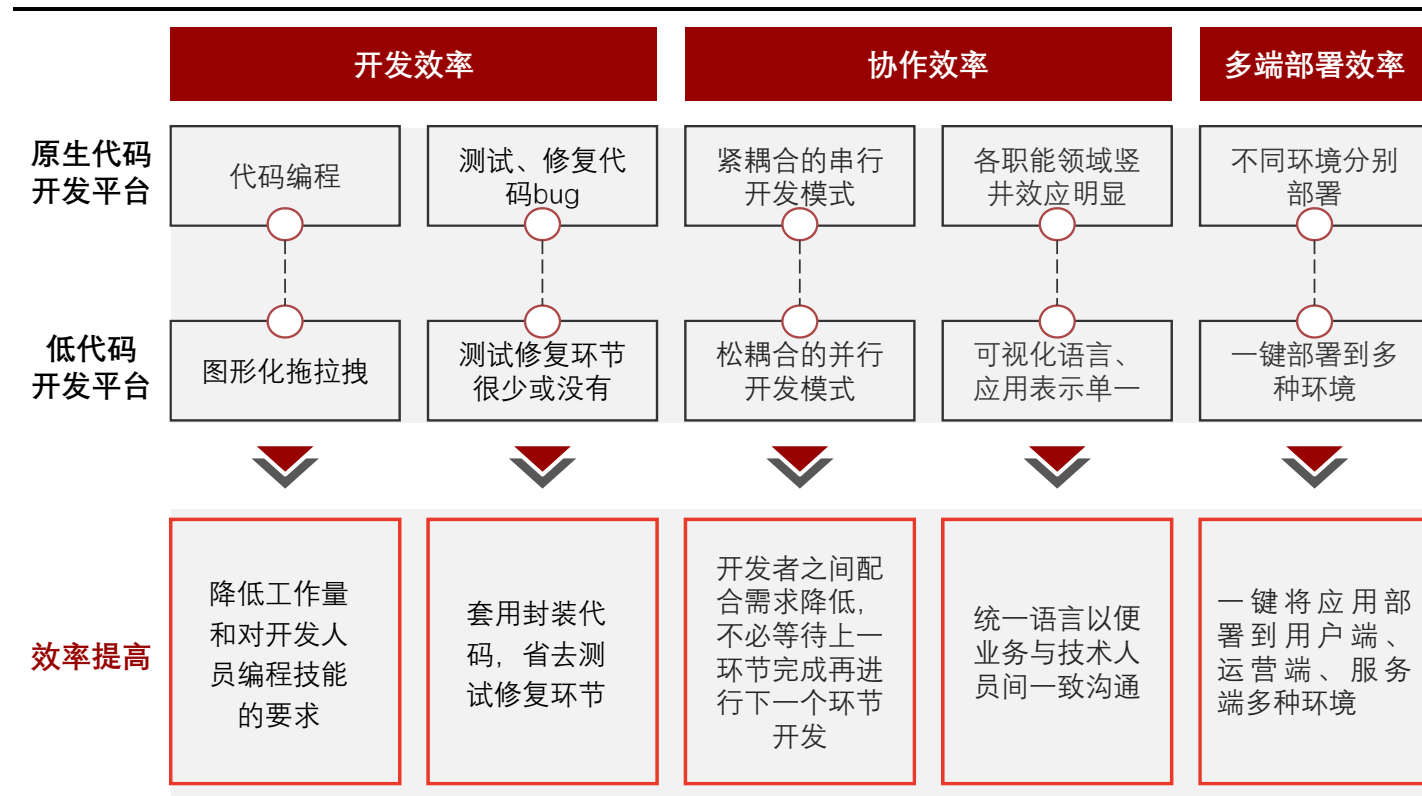 开发效率
协作效率
多端部署效率
原生代码
开发平台
代码编程
测试、修复代
码bug
紧耦合的串行
开发模式
各职能领域竖
井效应明显
不同环境分别
部署
低代码
开发平台
图形化拖拉拽
测试修复环节
很少或没有
松耦合的并行
开发模式
可视化语言、
应用表示单一
一键部署到多
种环境
效率提高
降低工作量
和对开发人
员编程技能
的要求
套用封装代
码，省去测
试修复环节
开发者之间配
合需求降低，
不必等待上一
环节完成再进
行下一个环节
开发
统一语言以便
业务与技术人
员间一致沟通
一键将应用部
署到用户端、
运营端、服务
端多种环境